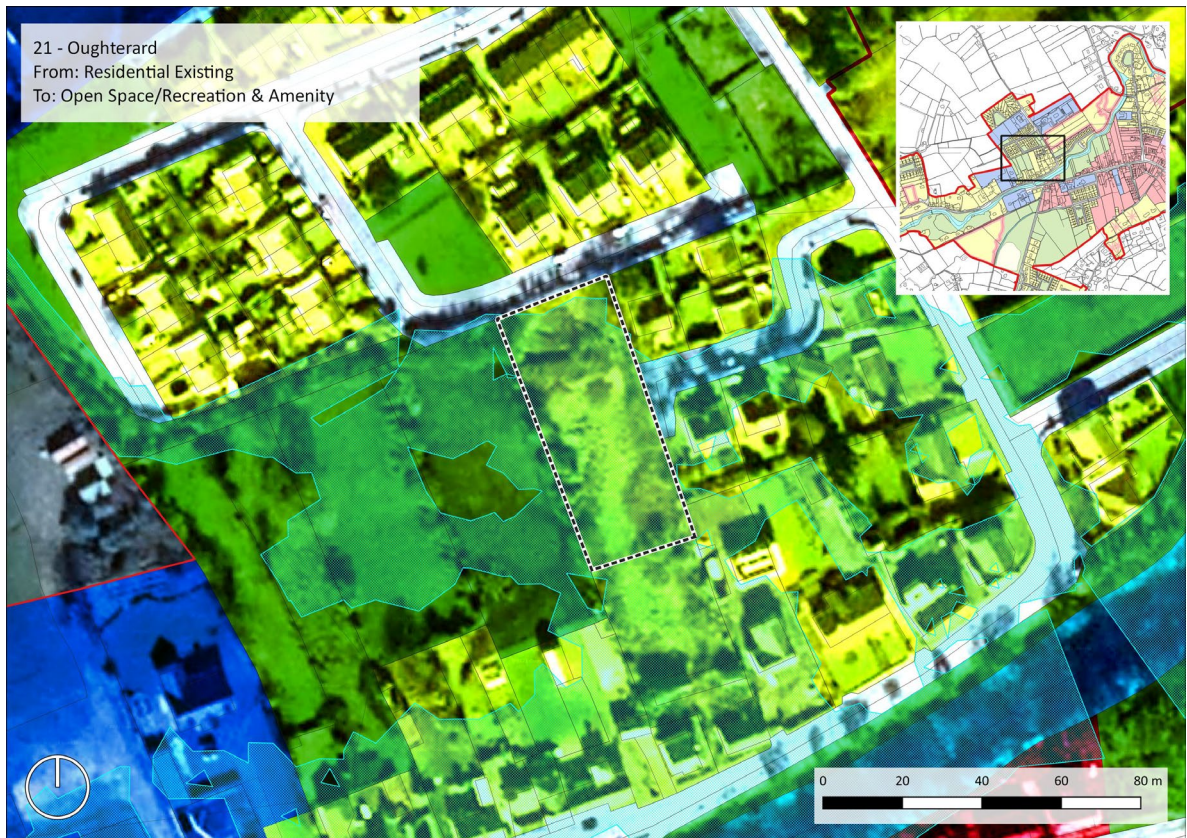 21 - Oughterard
From: Residential Existing
To: Open Space/Recreation & Amenity
0 20 40 60 80 m